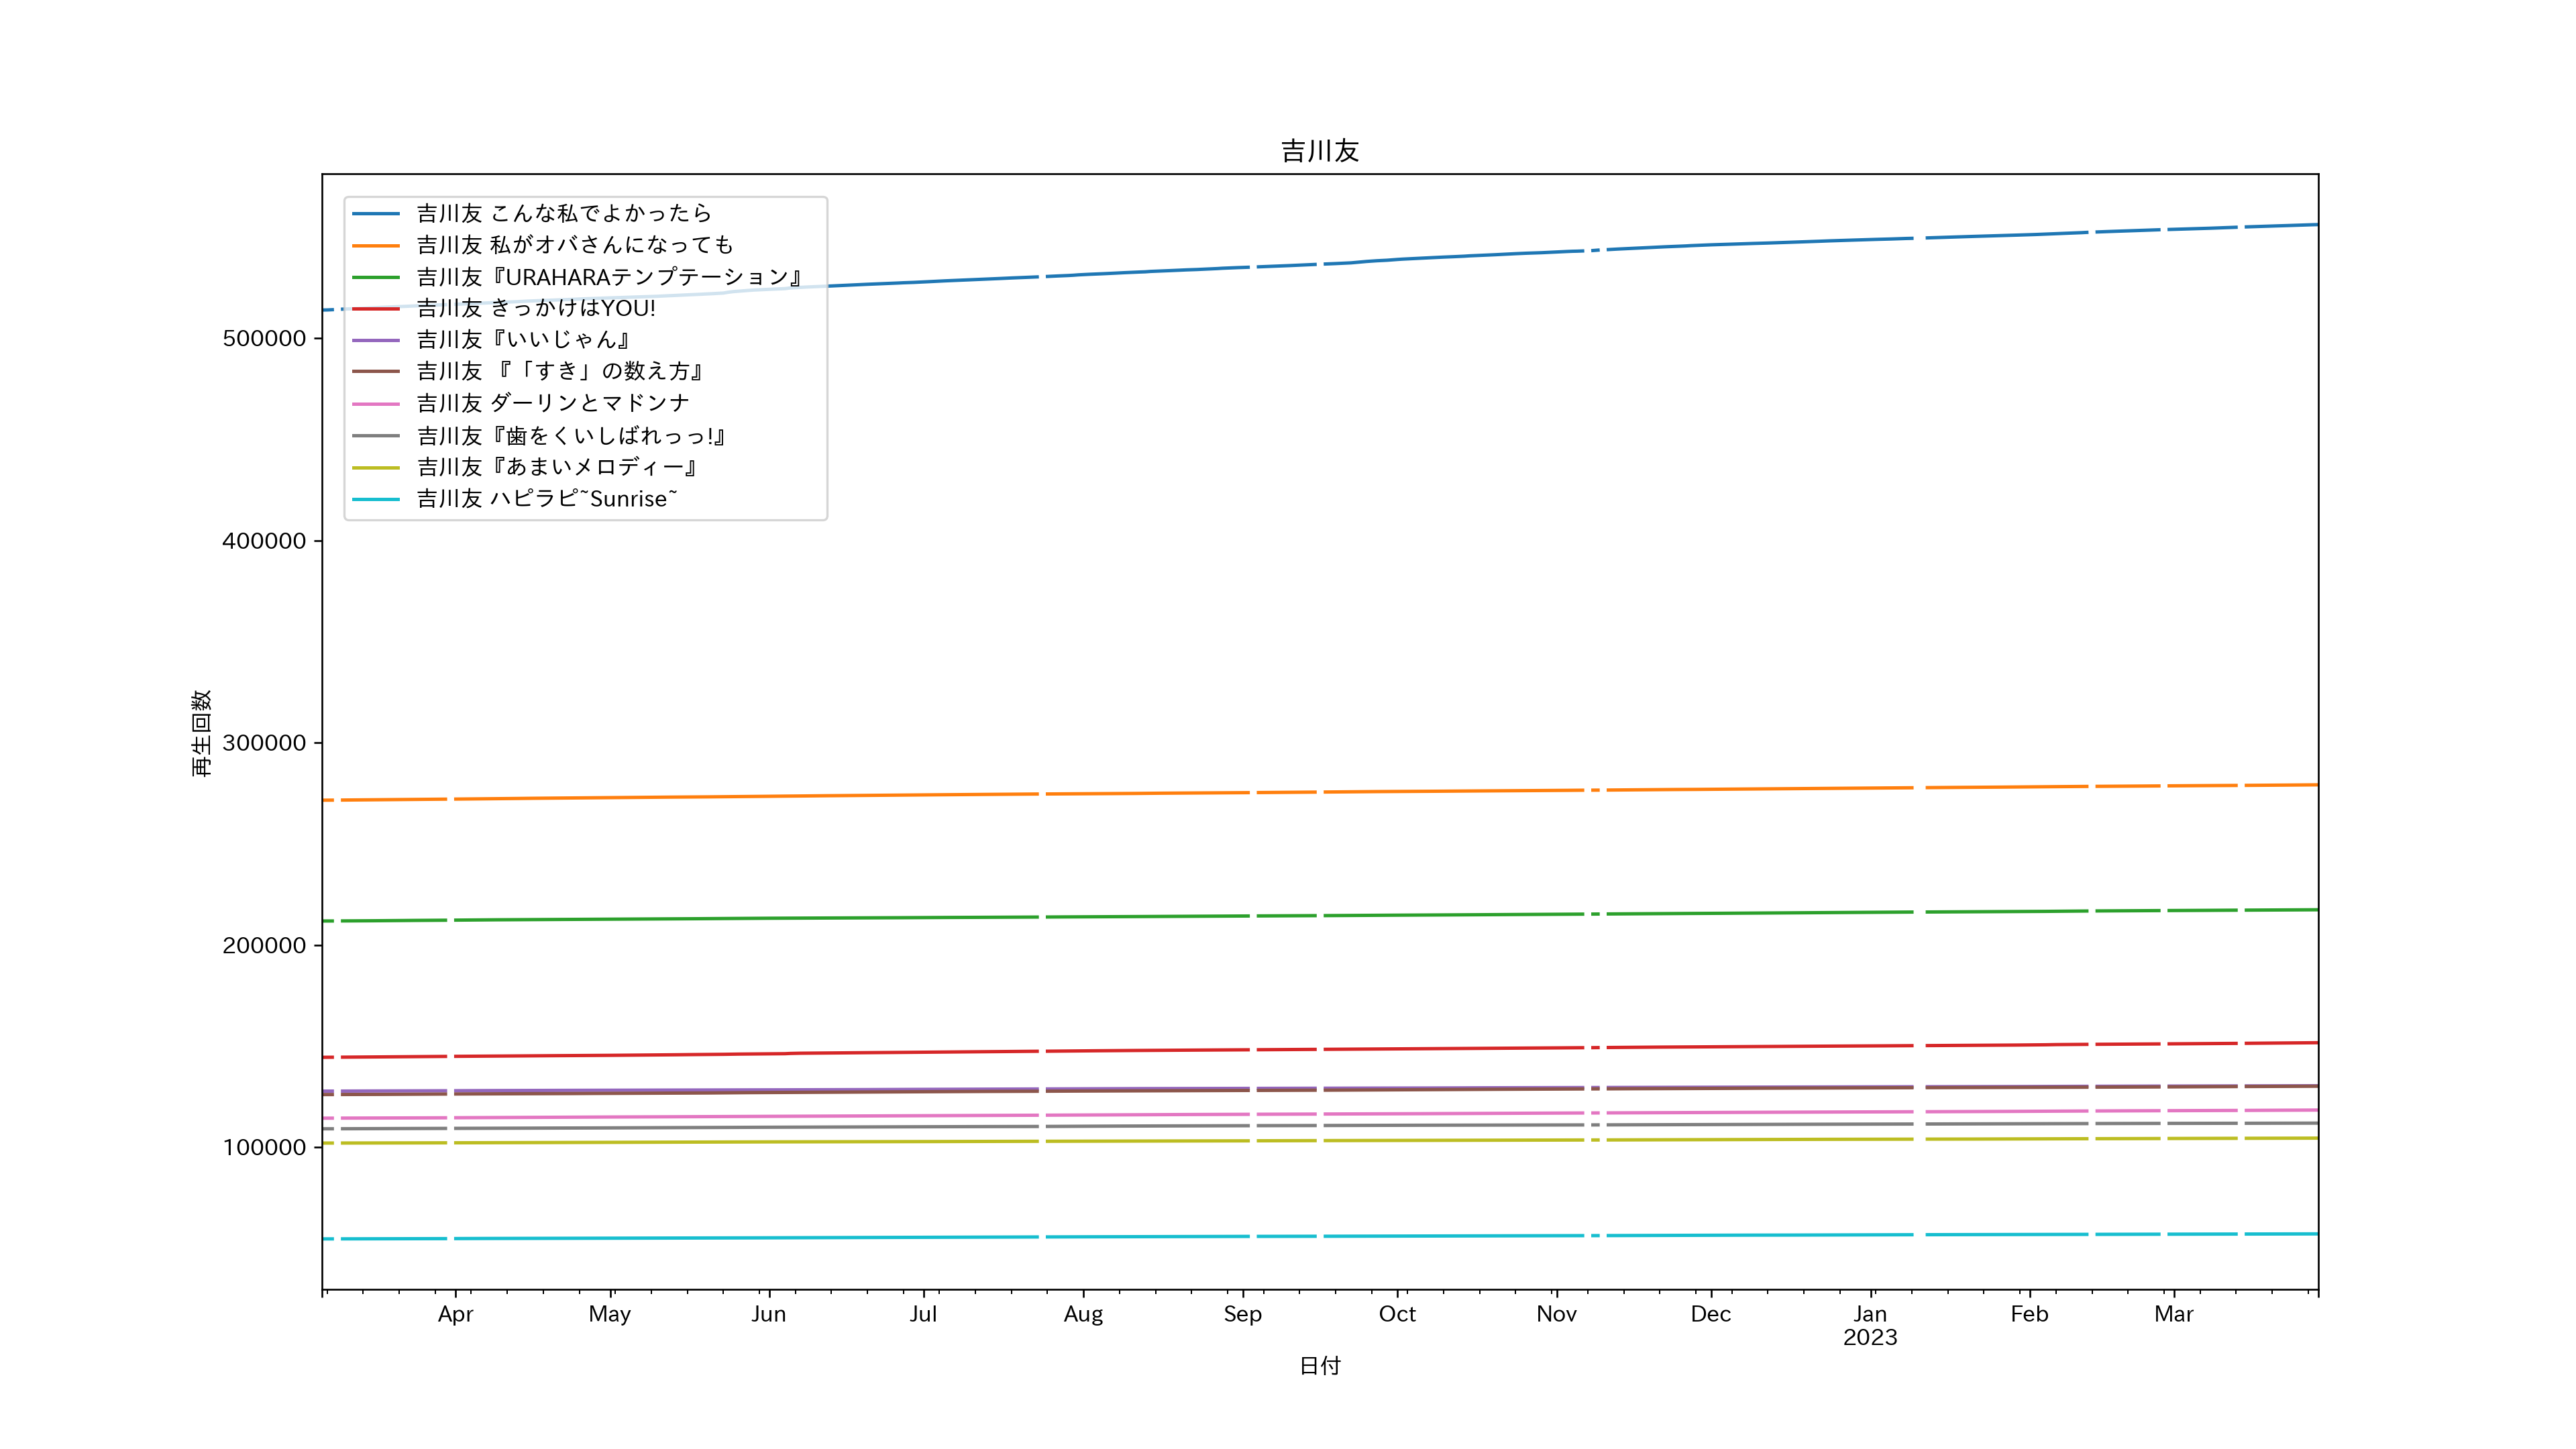 吉川友
吉川友 こんな私でよかったら
吉川友 私がオバさんになっても
吉川友『URAHARAテンプテーション』
吉川友 きっかけはYOU!
吉川友『いいじゃん』
吉川友 『「すき」の数え方』
吉川友 ダーリンとマドンナ
吉川友『歯をくいしばれっっ!』
吉川友『あまいメロディー』
吉川友 ハピラピ~Sunrise~
500000
400000
300000
200000
100000
再生回数
Apr May Jun Jul Aug Sep Oct Nov Dec Jan Feb Mar
2023
日付